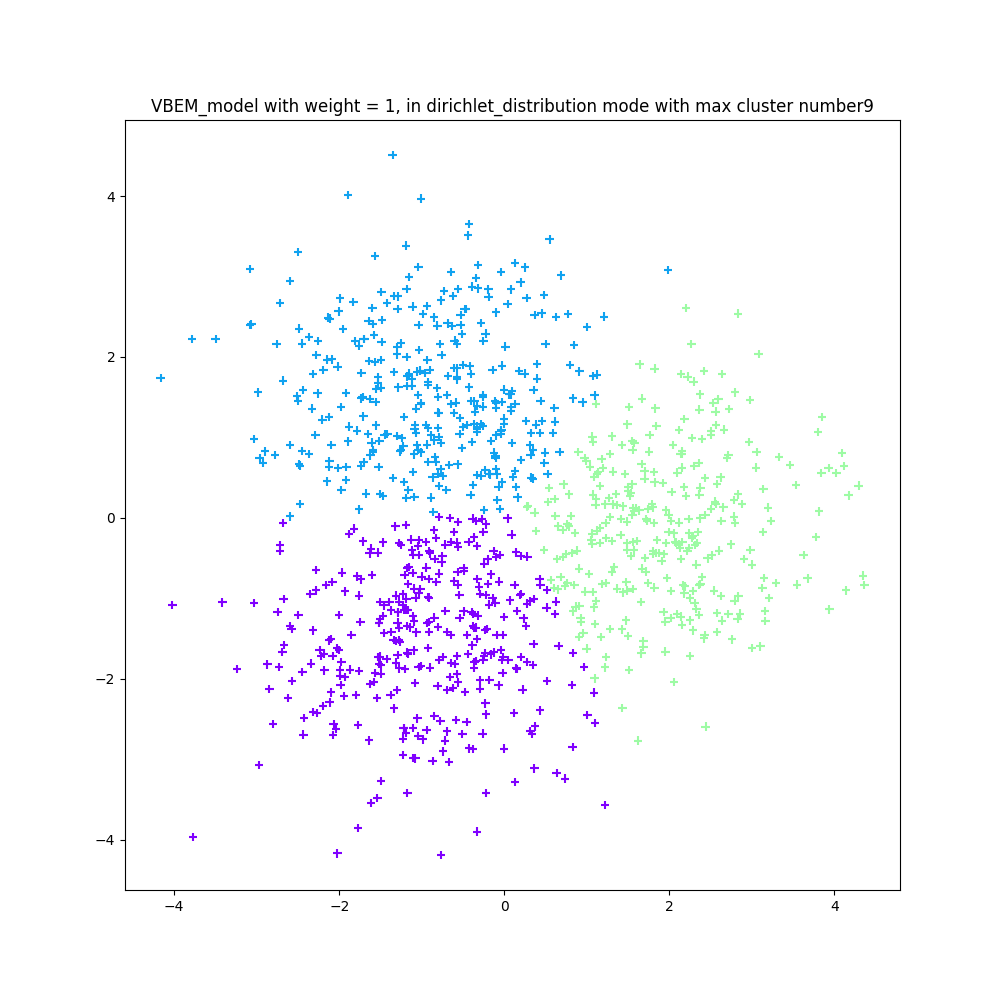 VBEM_model with weight = 1, in dirichlet_distribution mode with max cluster number9
4
2
0
−2
−4
−4 −2 0 2 4